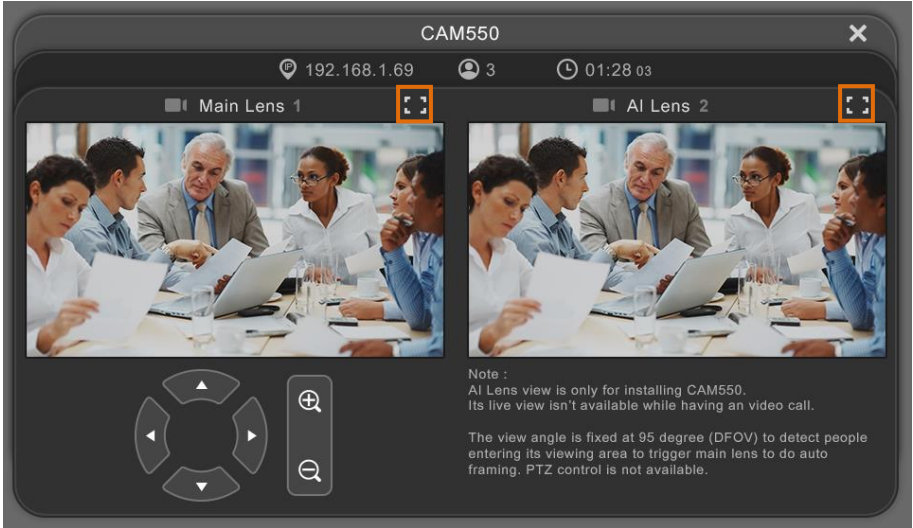 CAM550
192.168.1.69 3 01:28 03
Main Lens 1
AI Lens 2
Note :
AI Lens view is only for installing CAM550.
Its live view isn't available while having an video call.
The view angle is fixed at 95 degree (DFOV) to detect people
entering its viewing area to trigger main lens to do auto
framing. PTZ control is not available.